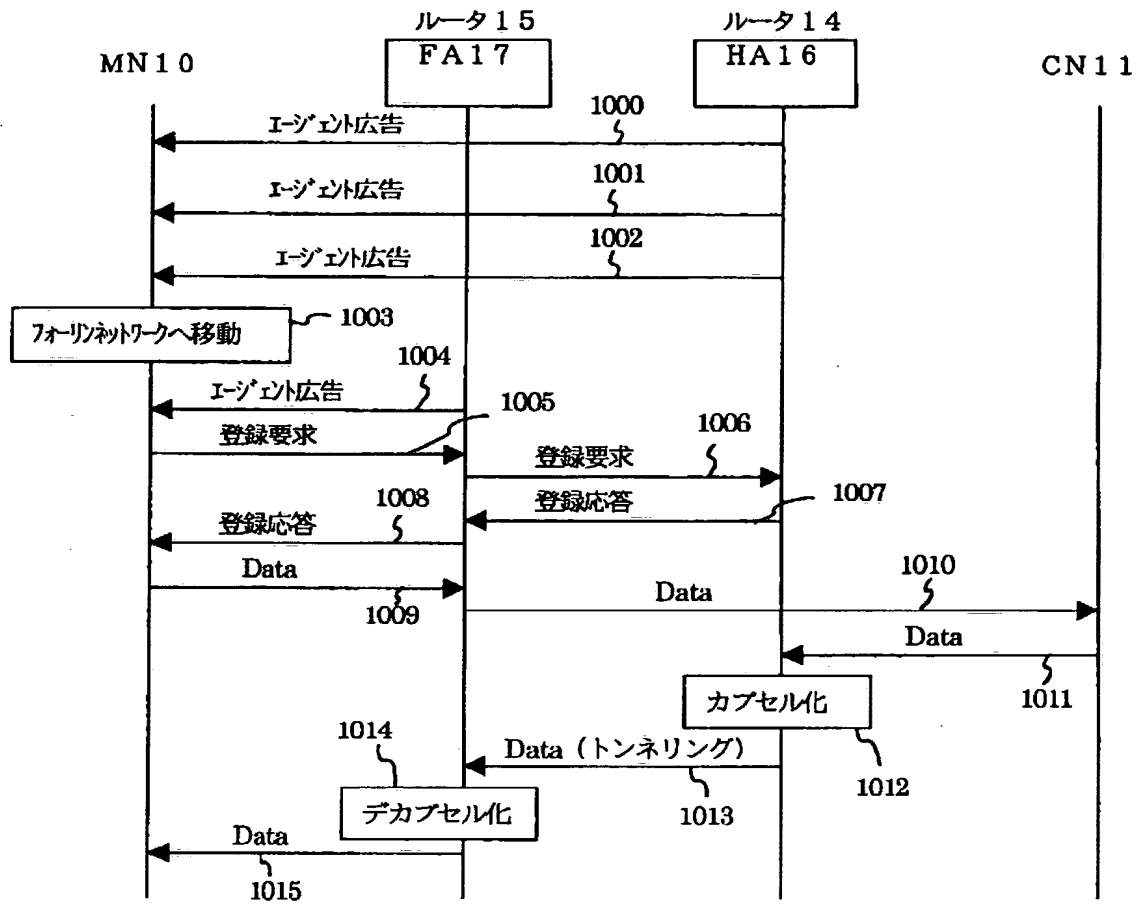 ルータ１５
ルータ１４
MN10
FA17
HA16
CN11
1000
ｴｰｼﾞｪﾝﾄ広告
1001
ｴｰｼﾞｪﾝﾄ広告
1002
ｴｰｼﾞｪﾝﾄ広告
ﾌｫｰﾘﾝﾈｯﾄﾜｰｸへ移動
1003
1004
ｴｰｼﾞｪﾝﾄ広告
1005
登録要求
1006
登録要求
1007
登録応答
1008
登録応答
Data
1009
1010
Data
Data
1011
カプセル化
1012
1014
Data（トンネリング）
1013
デカプセル化
Data
1015